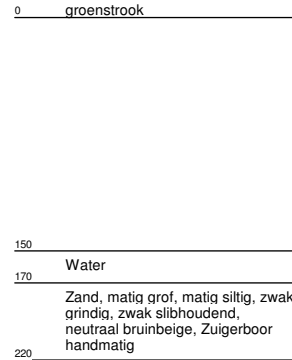 0 groenstrook
150
Water
170
Zand, matig grof, matig siltig, zwak
grindig, zwak slibhoudend,
neutraal bruinbeige, Zuigerboor
handmatig
220